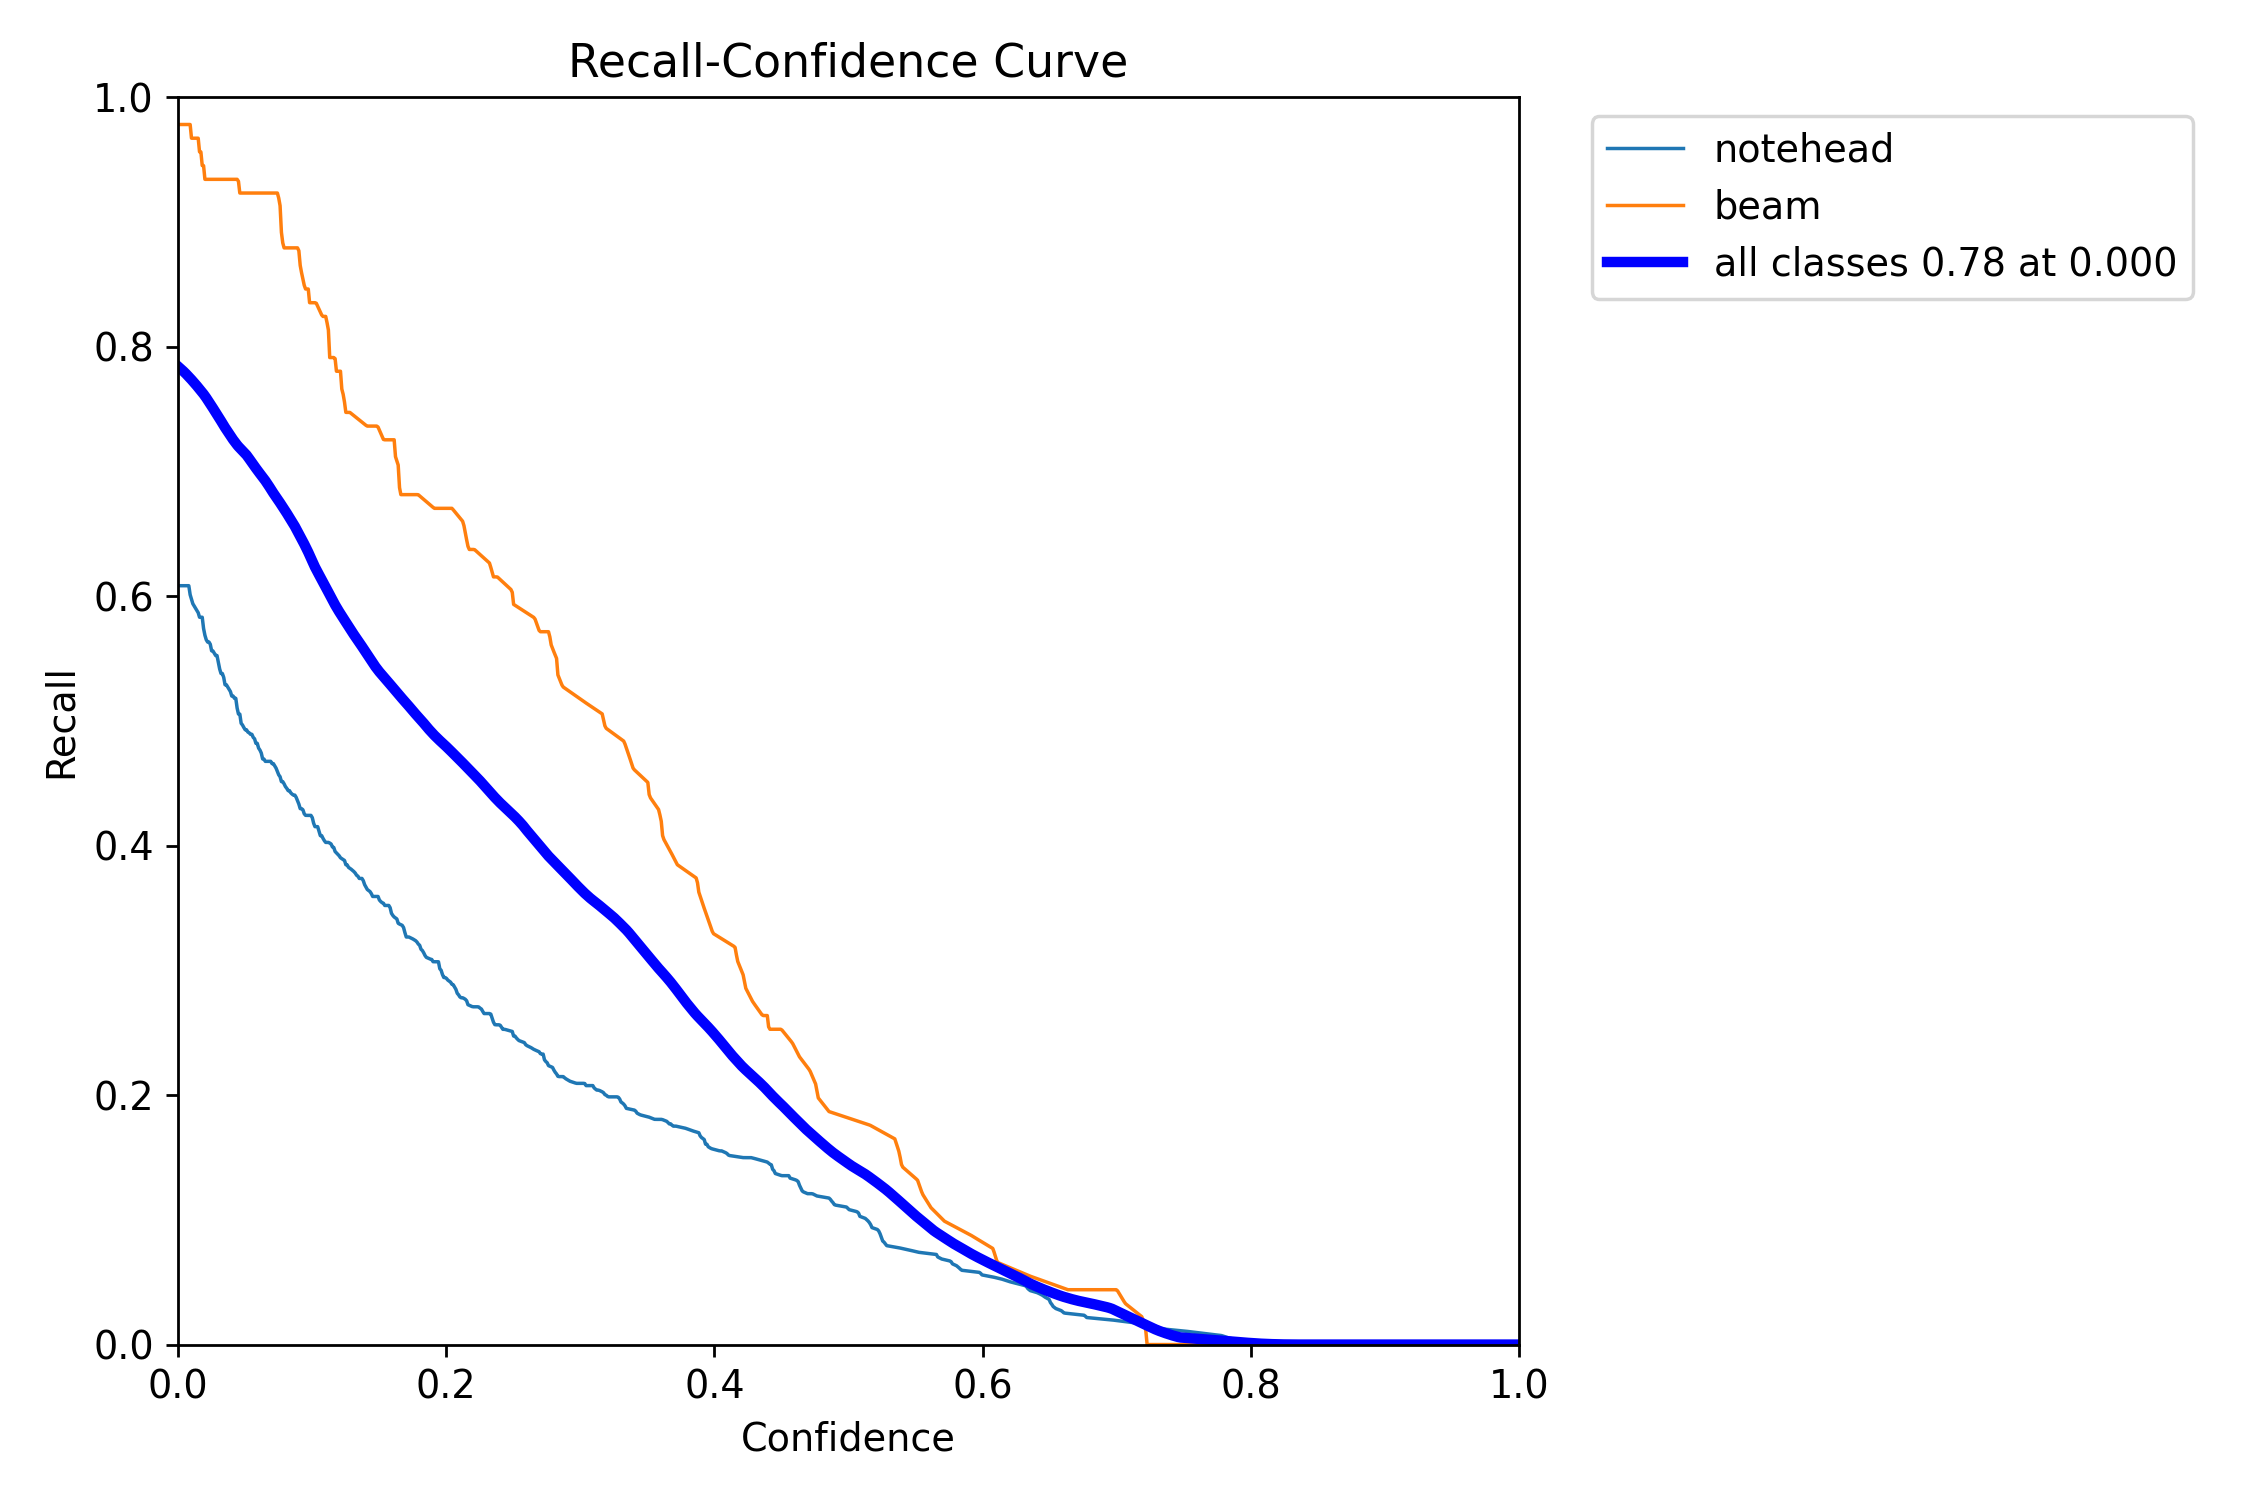 Recall-Confidence Curve
1.0
0.8
0.6
0.4
0.2
0.0
Recall
0.0 0.2 0.4 0.6 0.8 1.0
Confidence
notehead
beam
all classes 0.78 at 0.000